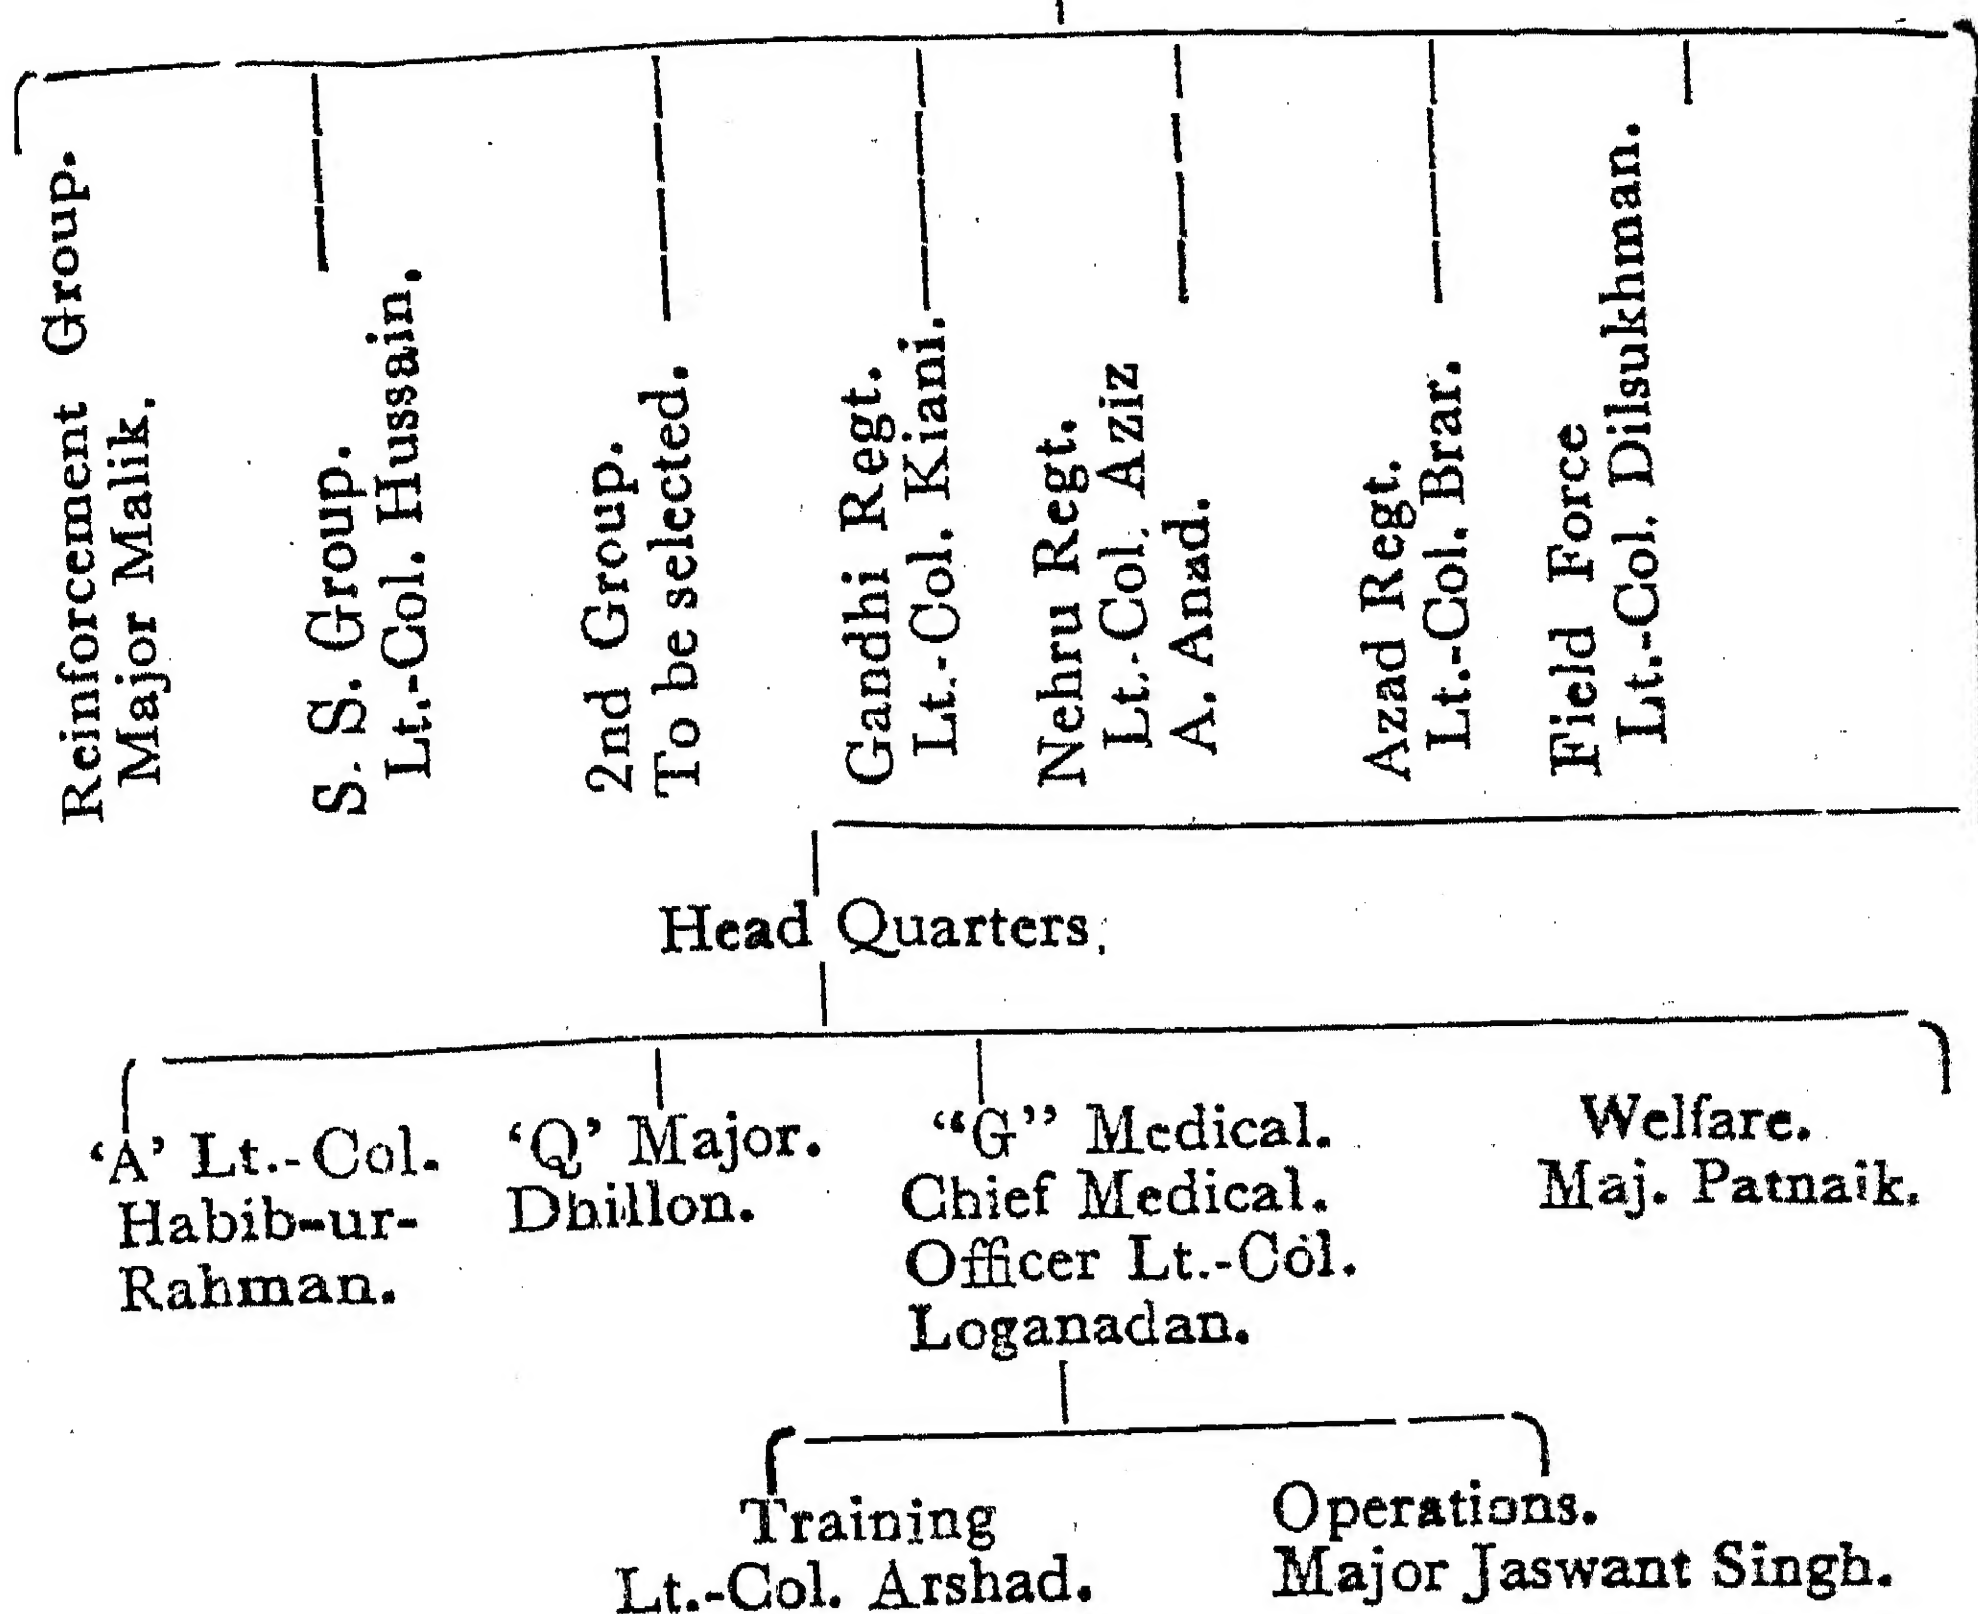 Reinforcement Group.
Major Malik.
S. S. Group.
Lt.-Col. Hussain.
2nd Group.
To be selected.
Gandhi Regt.
Lt.-Col. Kiani.
Nehru Regt.
Lt.-Col. Aziz
A. Anad.
Azad Regt.
Lt.-Col. Brar.
Field Force
Lt.-Col. Dilsukhman.
Head Quarters.
‘A’ Lt.-Col.
Habib-ur-
Rahman.
‘Q’ Major.
Dhillon.
“G” Medical.
Chief Medical.
Officer Lt.-Col.
Loganadan.
Welfare.
Maj. Patnaik.
Training
Lt.-Col. Arshad.
Operations.
Major Jaswant Singh.